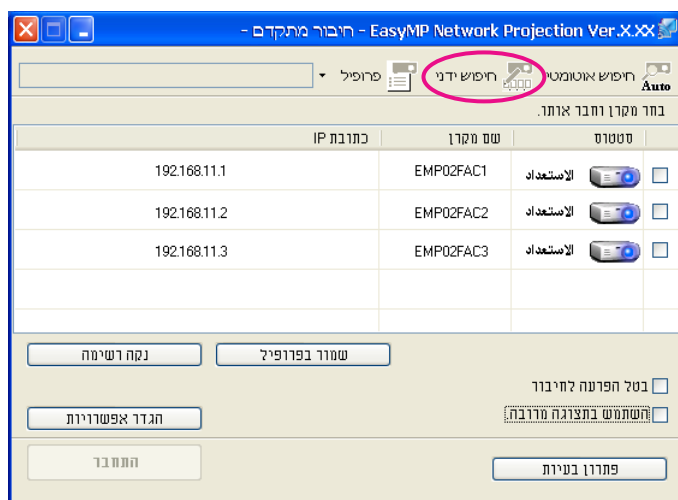 EasyMP Network Projection Ver.X.XX - חיבור מתקדם -
Auto חיפוש אוטומטי חיפוש ידני פרופיל
בחר מקרן וחבר אותו.
סטטוס שם מקרן כתובת IP
الاستعداد EMP02FAC1 192.168.11.1
الاستعداد EMP02FAC2 192.168.11.2
الاستعداد EMP02FAC3 192.168.11.3
שמור בפרופיל נקה רשימה
בטל הפרעה לחיבור
השתמש בתצוגה מרובה. הגדר אפשרויות
פתרון בעיות התחבר